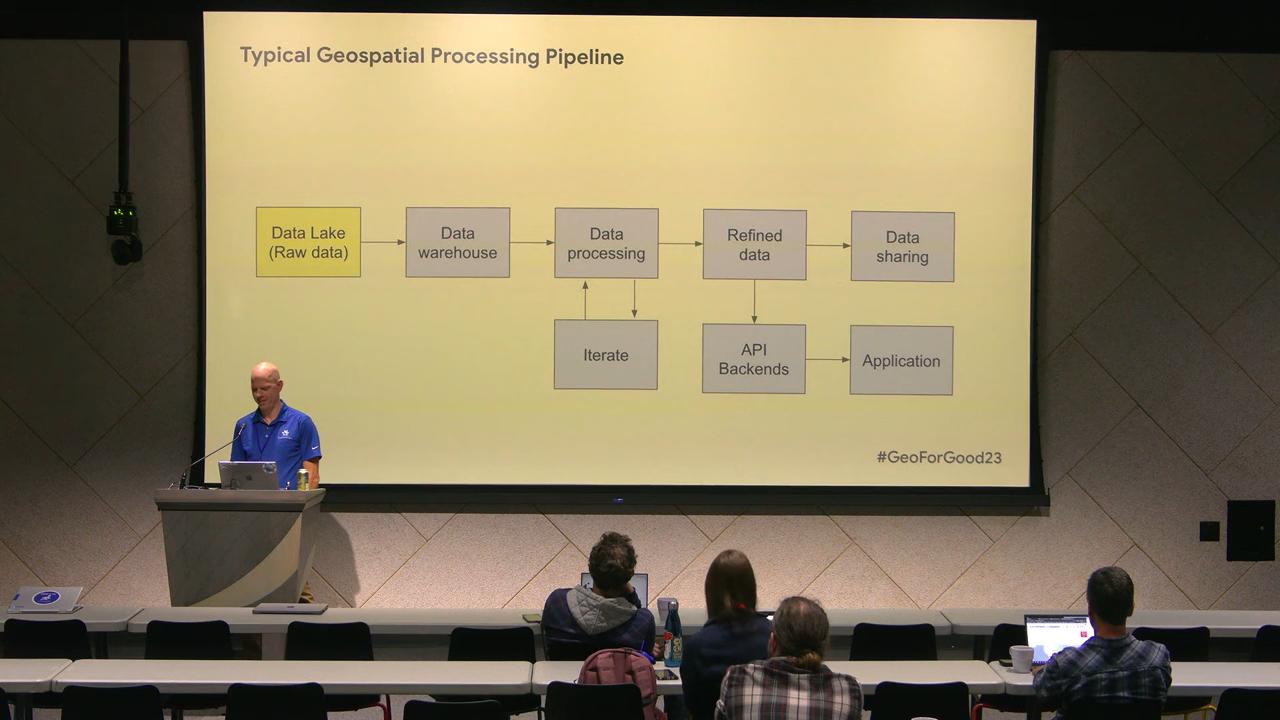 Typical Geospatial Processing Pipeline
Data Lake
(Raw data)
Data
warehouse
Data
processing
Refined
data
Data
sharing
Iterate
API
Backends
Application
#GeoForGood23